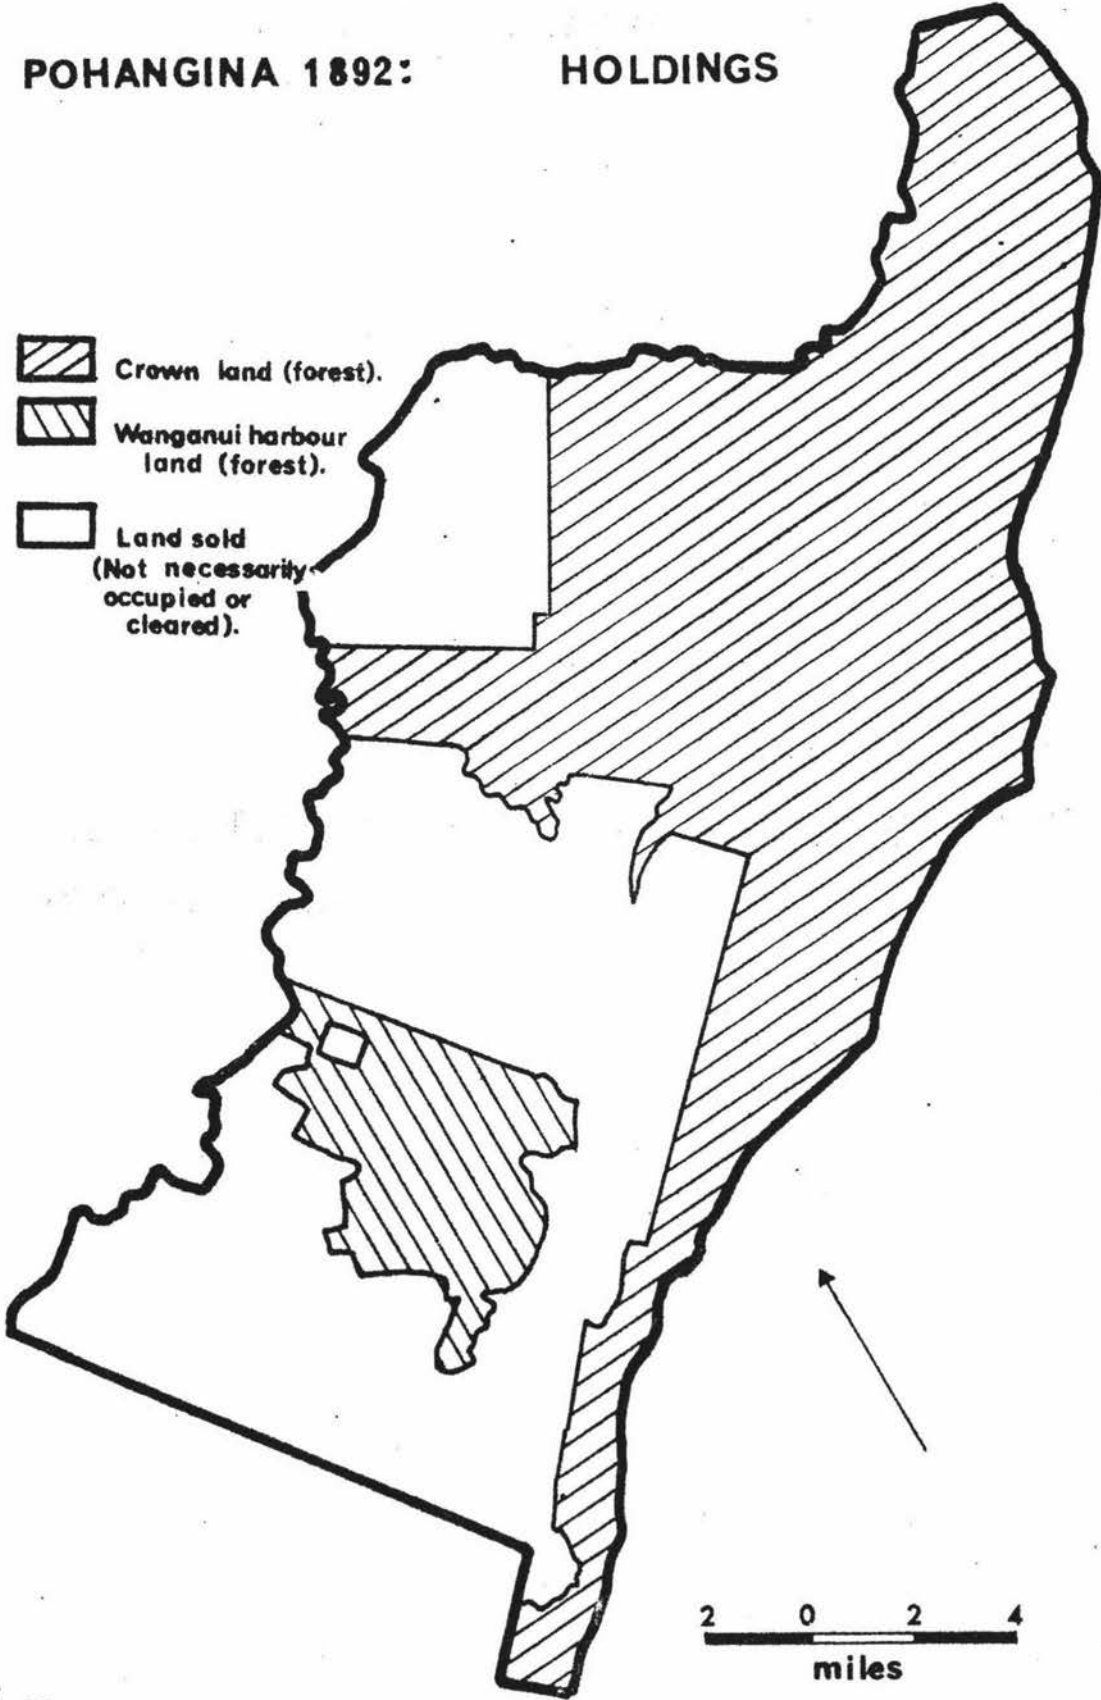 POHANGINA 1892: HOLDINGS
Crown land (forest).
Wanganui harbour
land (forest).
Land sold
(Not necessarily
occupied or
cleared).
2 0 2 4
miles